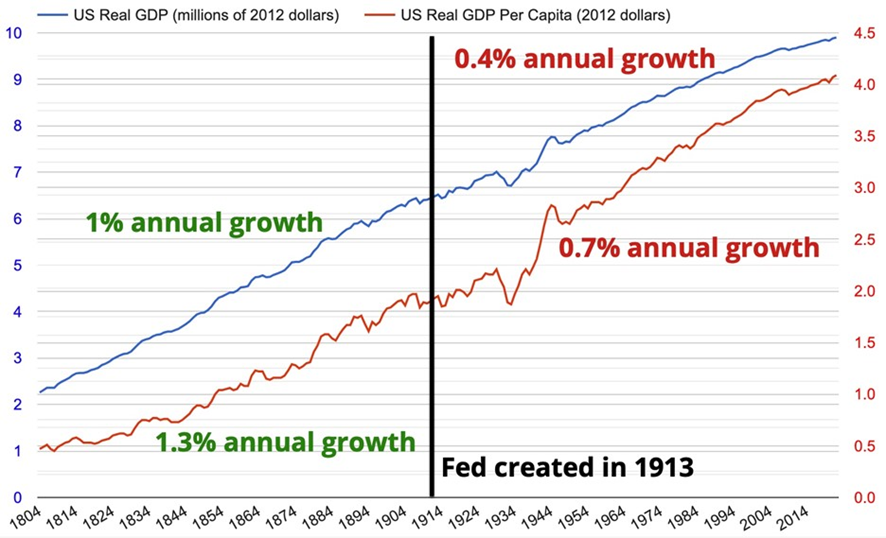 US Real GDP (millions of 2012 dollars) US Real GDP Per Capita (2012 dollars)
10 4.5
0.4% annual growth
9 4.0
8 3.5
7 3.0
1% annual growth
6 2.5
0.7% annual growth
5 2.0
4
3 1.5
2 1.0
1.3% annual growth
1 0.5
Fed created in 1913
0 0.0
1804 1814 1824 1834 1844 1854 1864 1874 1884 1894 1904 1914 1924 1934 1944 1954 1964 1974 1984 1994 2004 2014